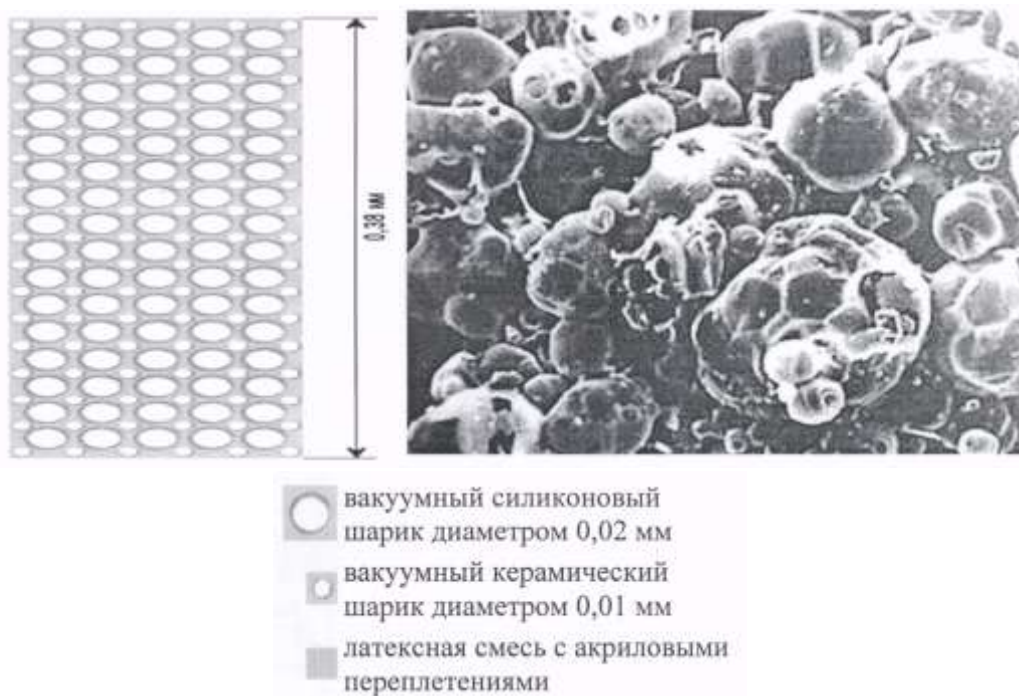 0,38 мм
вакуумный силиконовый
шарик диаметром 0,02 мм
вакуумный керамический
шарик диаметром 0,01 мм
латексная смесь с акриловыми
переплетениями